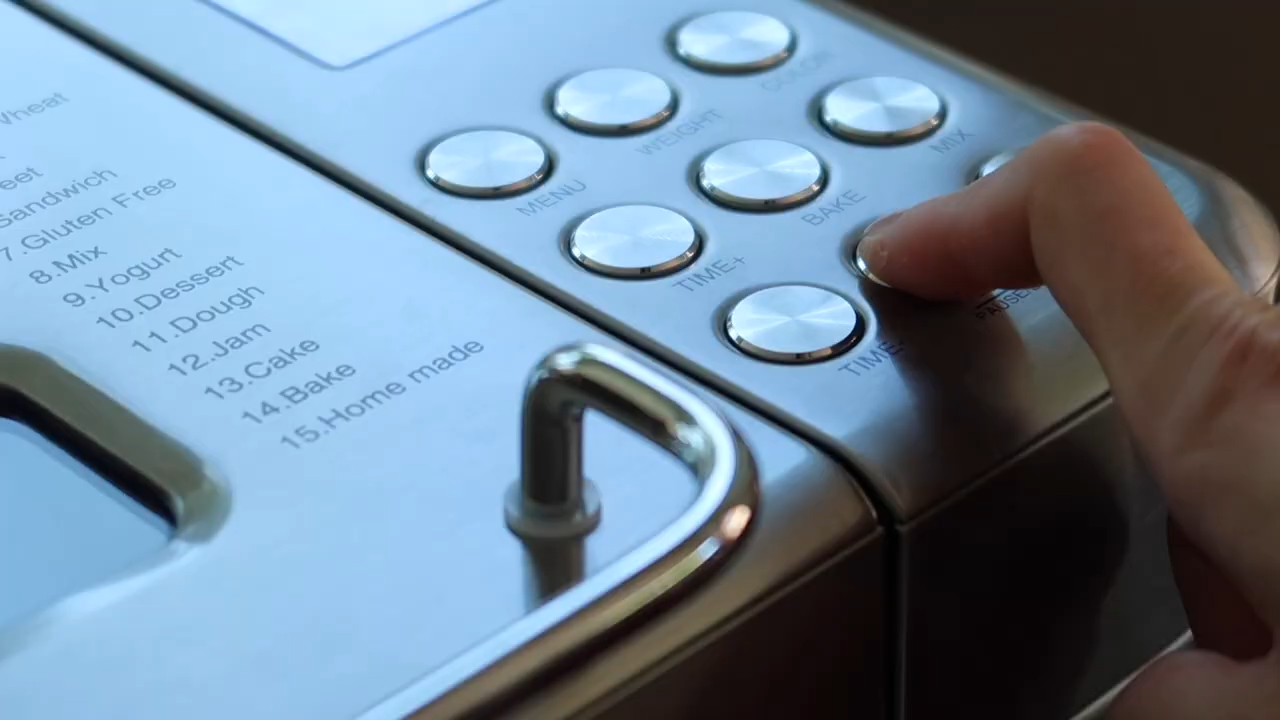 Wheat
Sandwich
7.Gluten Free
8.Mix
9.Yogurt
10.Dessert
11.Dough
12.Jam
13.Cake
14.Bake
15.Home made
COLOR
WEIGHT
MENU
MIX
BAKE
TIME+
TIME-